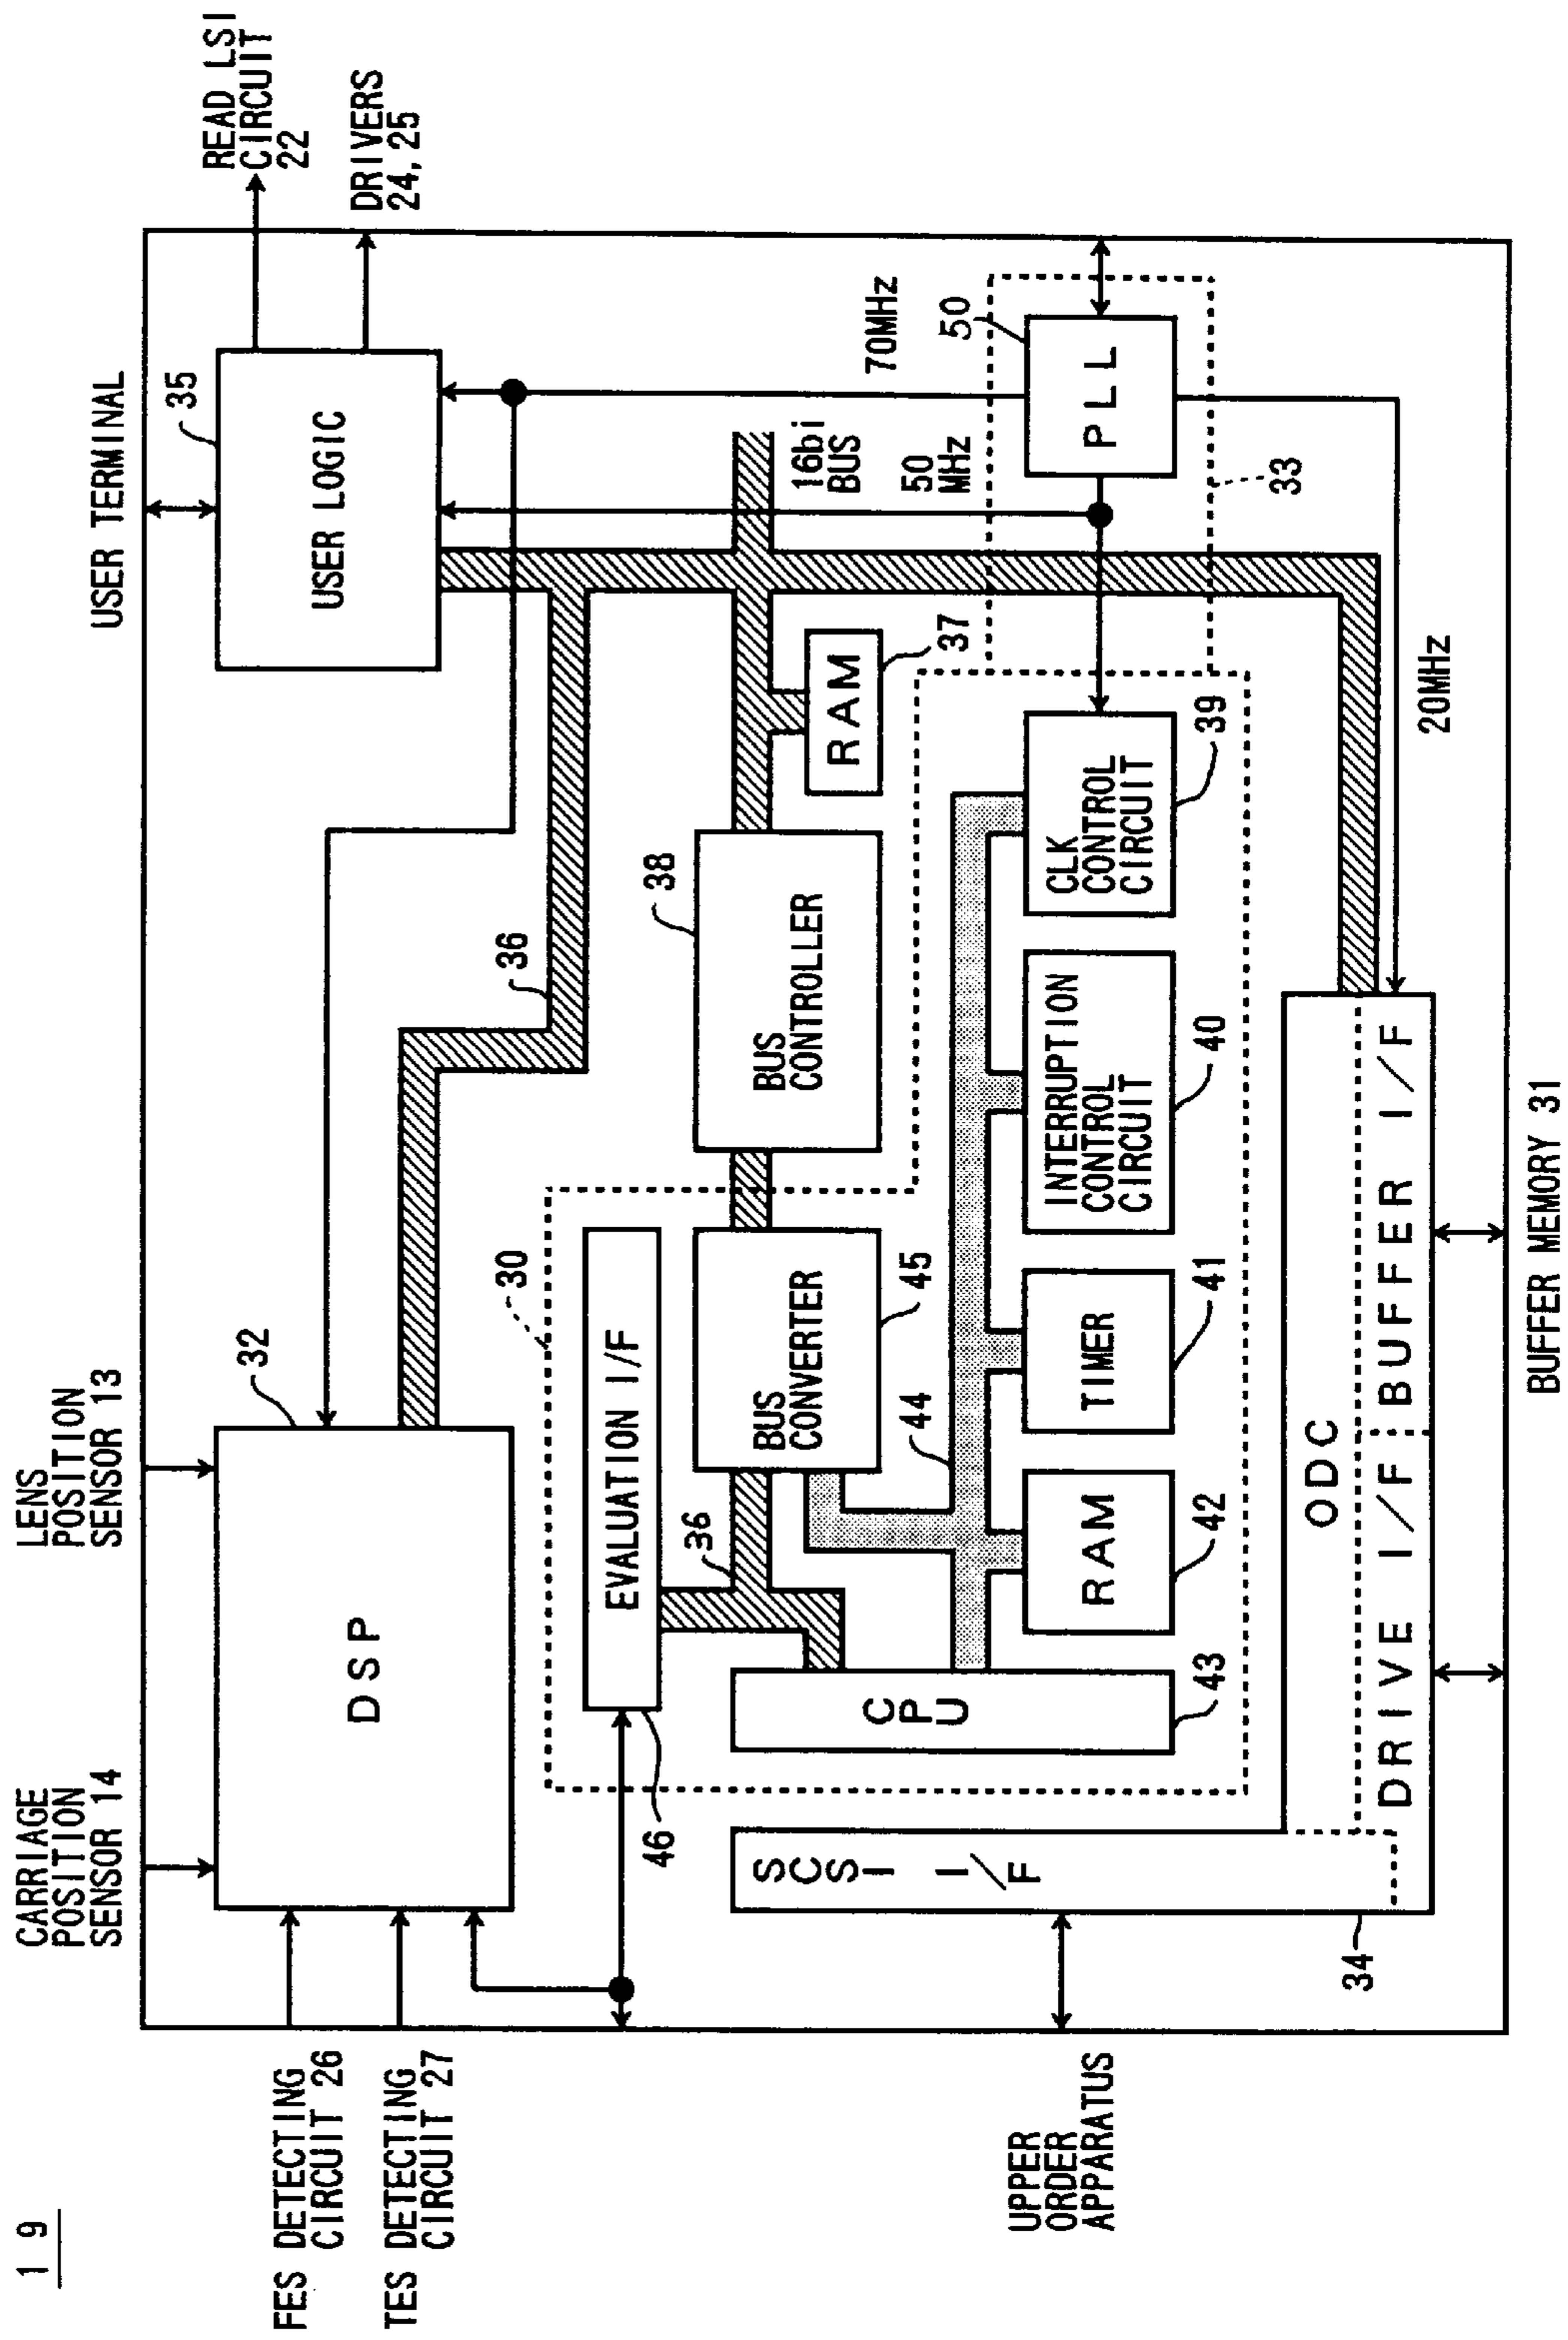 19
CARRIAGE
POSITION
SENSOR 14
LENS
POSITION
SENSOR 13
USER TERMINAL
READ LSI
CIRCUIT
22
DRIVERS
24,25
FES DETECTING
CIRCUIT 26
TES DETECTING
CIRCUIT 27
32
DSP
35
USER LOGIC
36
30
EVALUATION I/F
46
36
BUS
CONVERTER
45
BUS
CONTROLLER
38
RAM
37
16bi
BUS
50
MHz
70MHz
50
PLL
33
44
CPU
43
RAM
42
TIMER
41
INTERRUPTION
CONTROL
CIRCUIT
40
CLK
CONTROL
CIRCUIT
39
UPPER
ORDER
APPARATUS
SCSI I/F
34
ODC
DRIVE I/F
BUFFER I/F
20MHz
BUFFER MEMORY 31